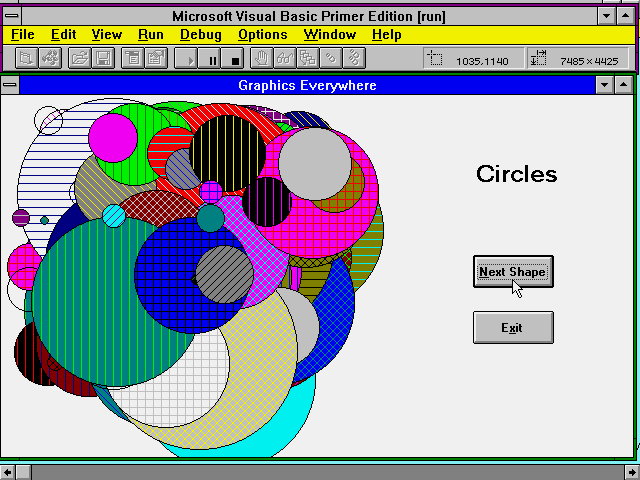 Microsoft Visual Basic Primer Edition [run]
File Edit View Run Debug Options Window Help
1035,1140 7485×4425
Graphics Everywhere
Circles
Next Shape
Exit